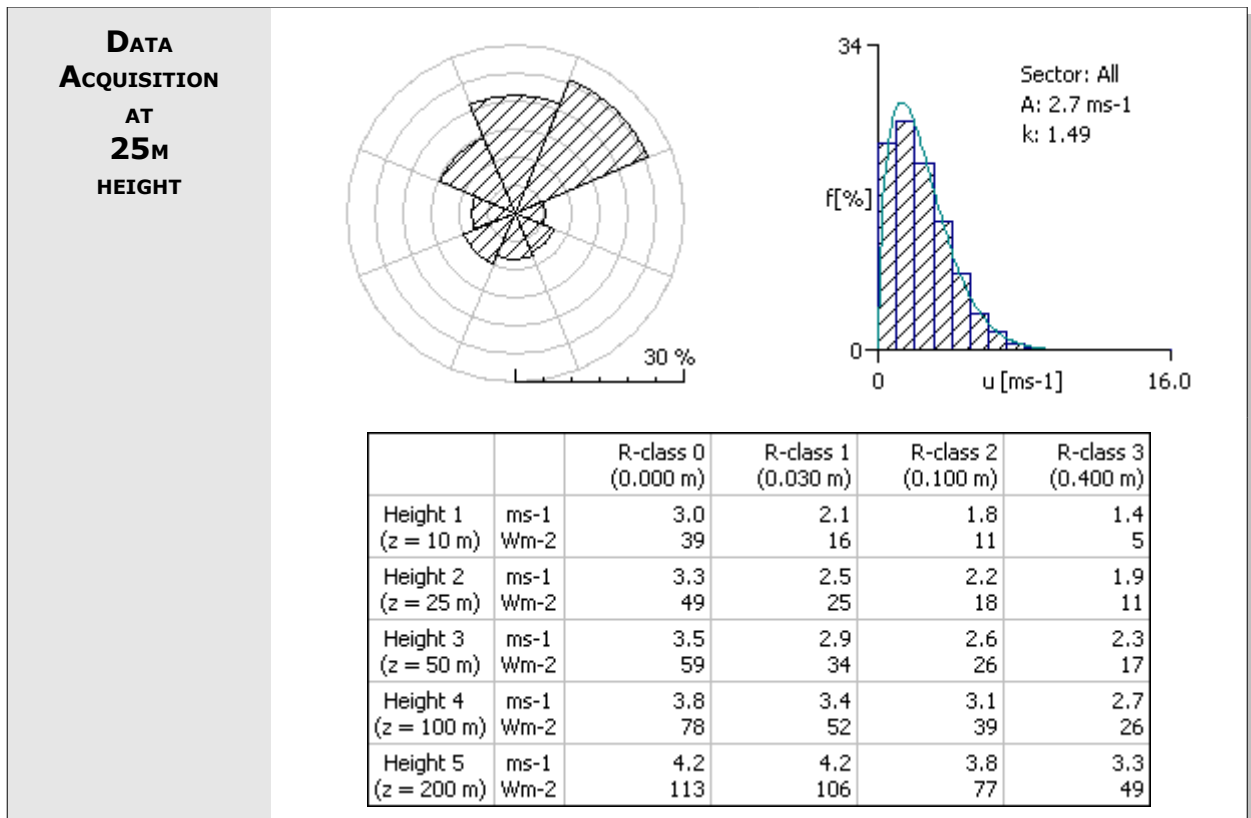 DATA
ACQUISITION
AT
25M
HEIGHT
30 %
34
f[%]
0
0
u [ms-1]
16.0
Sector: All
A: 2.7 ms-1
k: 1.49
R-class 0 R-class 1 R-class 2 R-class 3
(0.000 m) (0.030 m) (0.100 m) (0.400 m)
Height 1 ms-1 3.0 2.1 1.8 1.4
(z = 10 m) Wm-2 39 16 11 5
Height 2 ms-1 3.3 2.5 2.2 1.9
(z = 25 m) Wm-2 49 25 18 11
Height 3 ms-1 3.5 2.9 2.6 2.3
(z = 50 m) Wm-2 59 34 26 17
Height 4 ms-1 3.8 3.4 3.1 2.7
(z = 100 m) Wm-2 78 52 39 26
Height 5 ms-1 4.2 4.2 3.8 3.3
(z = 200 m) Wm-2 113 106 77 49